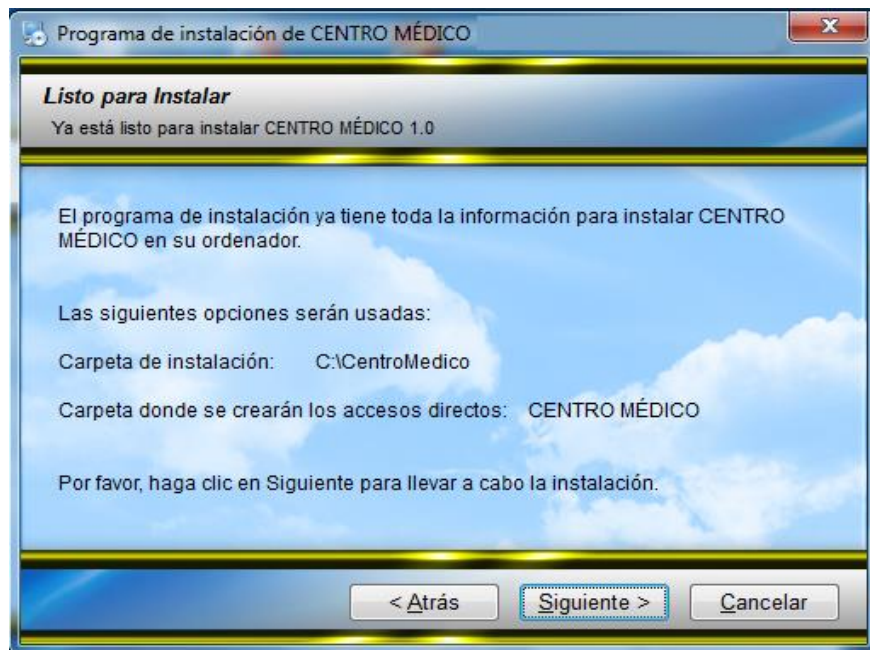 Programa de instalación de CENTRO MÉDICO
Listo para Instalar
Ya está listo para instalar CENTRO MÉDICO 1.0
El programa de instalación ya tiene toda la información para instalar CENTRO
MÉDICO en su ordenador.
Las siguientes opciones serán usadas:
Carpeta de instalación: C:\CentroMedico
Carpeta donde se crearán los accesos directos: CENTRO MÉDICO
Por favor, haga clic en Siguiente para llevar a cabo la instalación.
< Atrás Siguiente > Cancelar